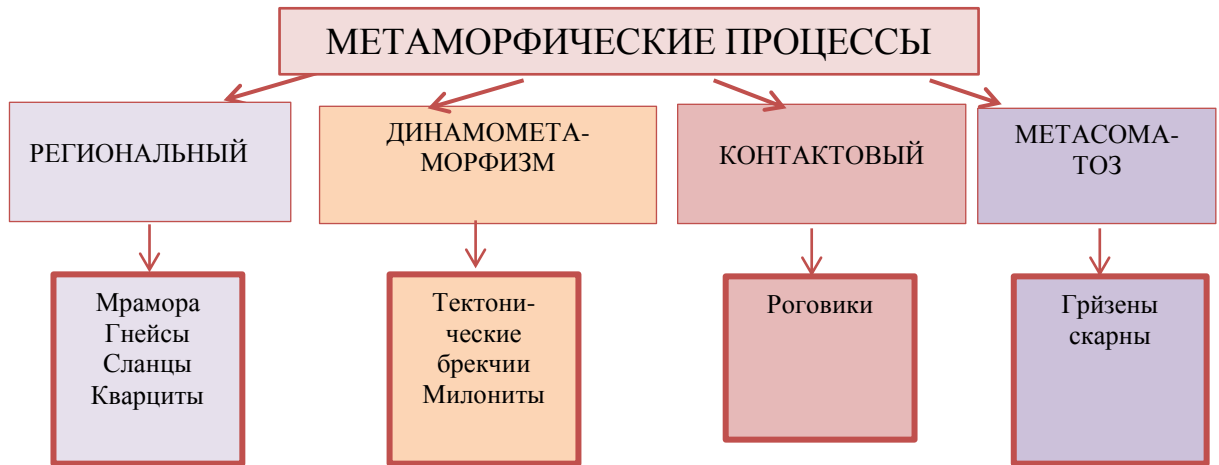 МЕТАМОРФИЧЕСКИЕ ПРОЦЕССЫ
РЕГИОНАЛЬНЫЙ
ДИНАМОМЕТА-
МОРФИЗМ
КОНТАКТОВЫЙ
МЕТАСОМА-
ТОЗ
Мрамора
Гнейсы
Сланцы
Кварциты
Тектони-
ческие
брекчии
Милониты
Роговики
Грйзены
скарны